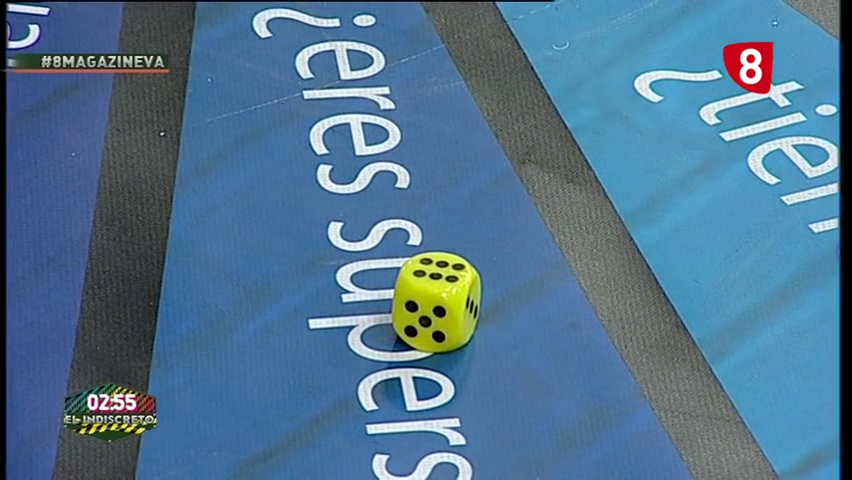 #8MAGAZINEVA
8
¿eres supers
¿tien
02:55
EL INDISCRETO